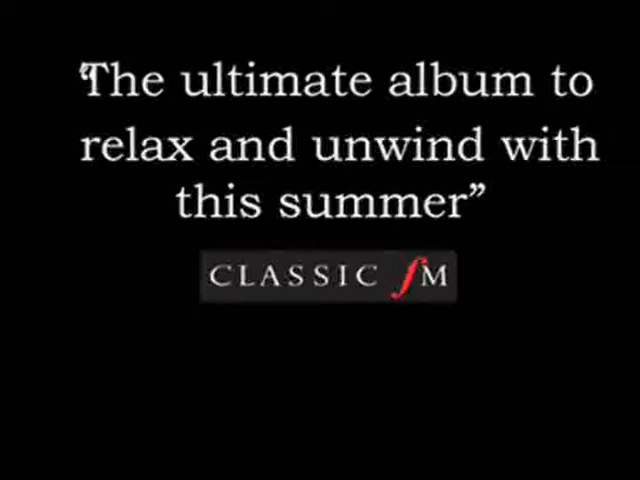 “The ultimate album to
relax and unwind with
this summer”
CLASSIC fM